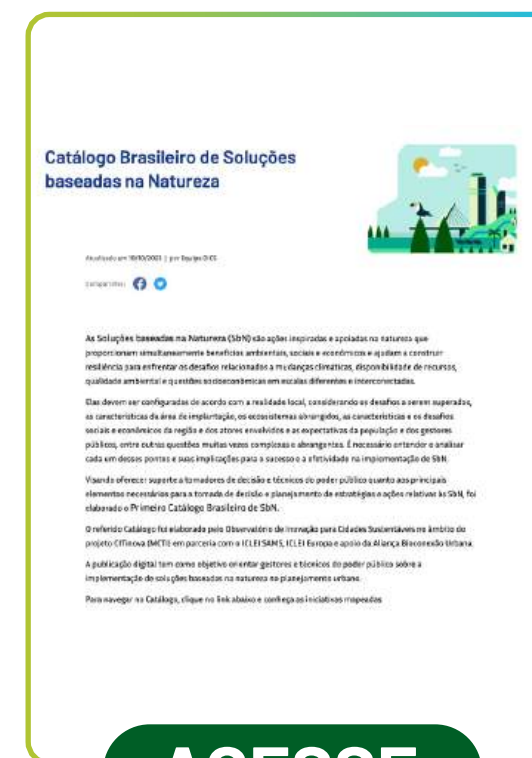 Catálogo Brasileiro de Soluções
baseadas na Natureza
Atualizado em 10/10/2023 | por Equipe OICS
Compartilhe:
As Soluções baseadas na Natureza (SbN) são ações inspiradas e apoiadas na natureza que
proporcionam simultaneamente benefícios ambientais, sociais e econômicos e ajudam a construir
resiliência para enfrentar os desafios relacionados a mudanças climáticas, disponibilidade de recursos,
qualidade ambiental e questões socioeconômicas em escalas diferentes e interconectadas.
Elas devem ser configuradas de acordo com a realidade local, considerando os desafios a serem superados,
as características da área de implantação, os ecossistemas abrangidos, as características e os desafios
sociais e econômicos da região e dos atores envolvidos e as expectativas da população e dos gestores
públicos, entre outras questões muitas vezes complexas e abrangentes. É necessário entender e analisar
cada um desses pontos e suas implicações para o sucesso e a efetividade na implementação de SbN.
Visando oferecer suporte a tomadores de decisão e técnicos do poder público quanto aos principais
elementos necessários para a tomada de decisão e planejamento de estratégias e ações relativas às SbN, foi
elaborado o Primeiro Catálogo Brasileiro de SbN.
O referido Catálogo foi elaborado pelo Observatório de Inovação para Cidades Sustentáveis no âmbito do
projeto CITinova (MCTI) em parceria com o ICLEI SAMS, ICLEI Europa e apoio da Aliança Bioconexão Urbana.
A publicação digital tem como objetivo orientar gestores e técnicos do poder público sobre a
implementação de soluções baseadas na natureza no planejamento urbano.
Para navegar no Catálogo, clique no link abaixo e conheça as iniciativas mapeadas:
ACESSE